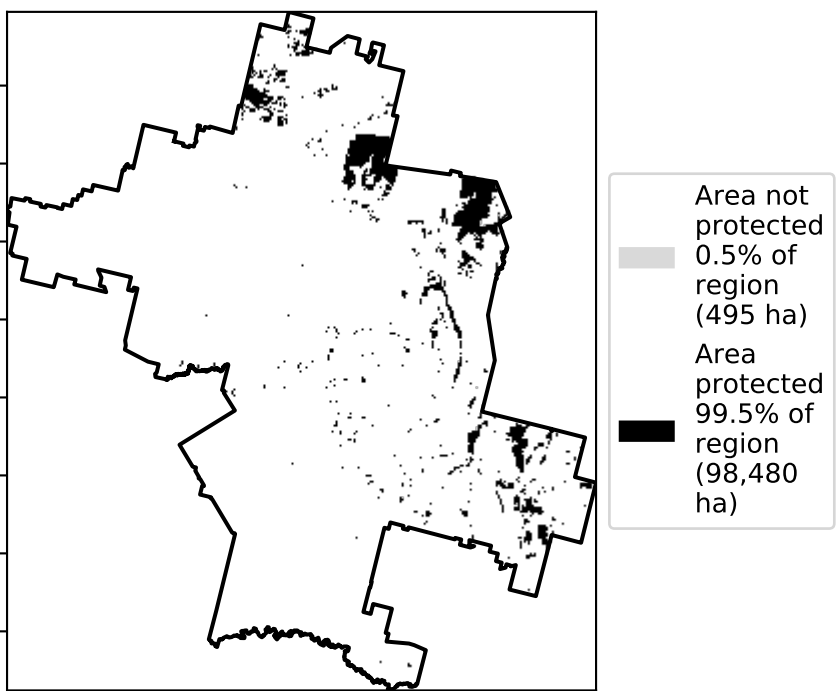 Area not
protected
0.5% of
region
(495 ha)
Area
protected
99.5% of
region
(98,480
ha)